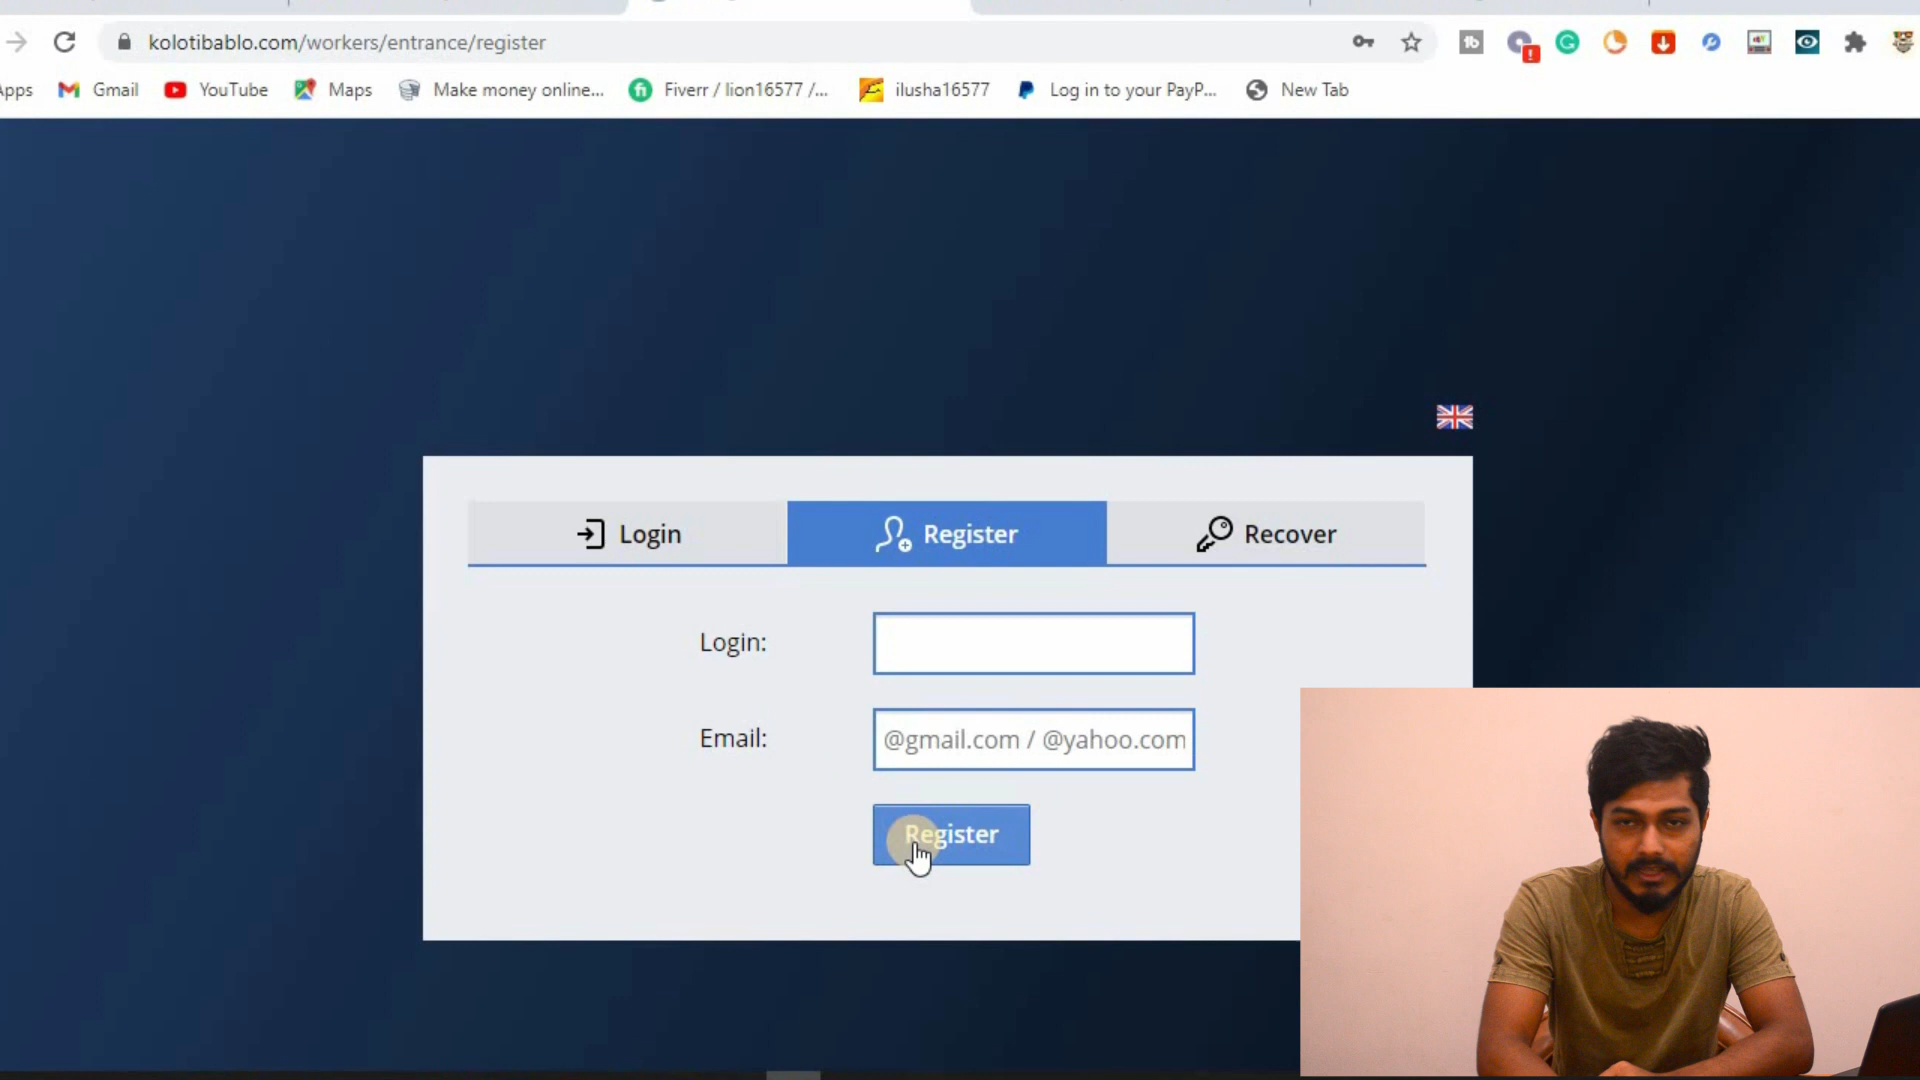 kolotibablo.com/workers/entrance/register
Gmail
YouTube
Maps
Make money online...
Fiverr / lion16577 /...
ilusha16577
Log in to your PayP...
New Tab
Login
Register
Recover
Login:
Email:
@gmail.com / @yahoo.com
Register